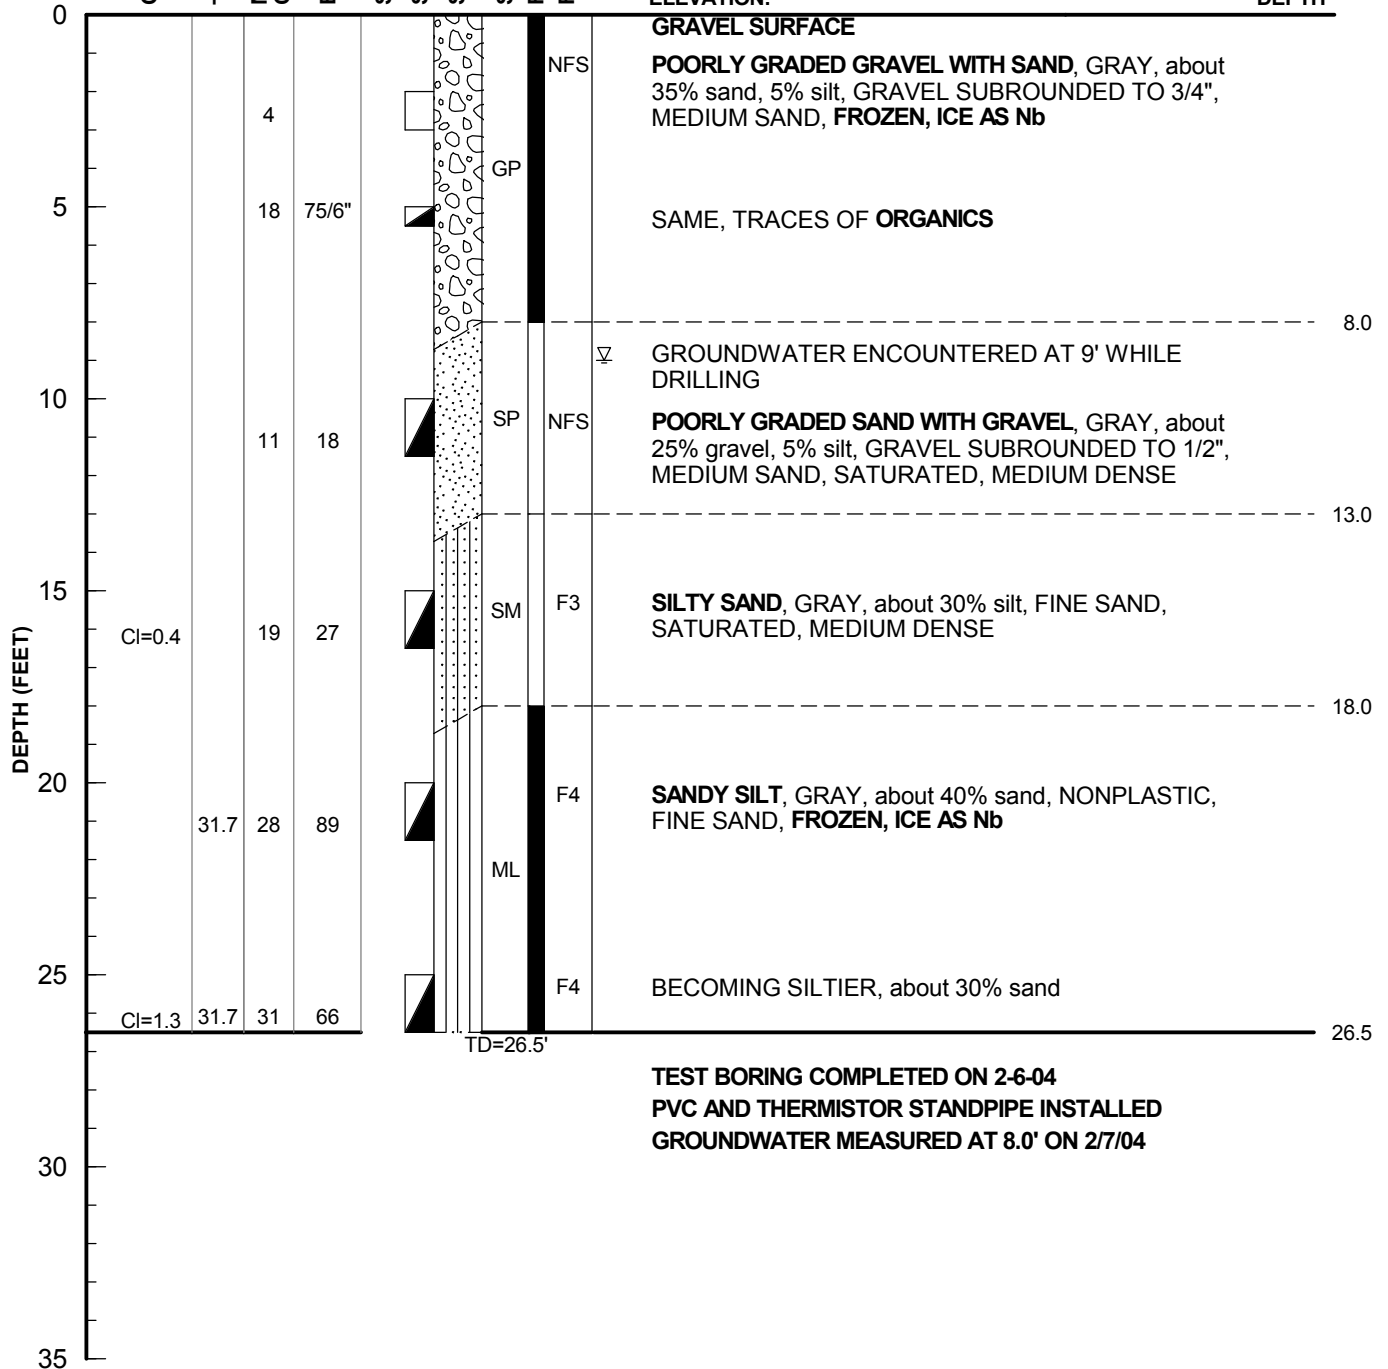 ELEVATION:
DEPTH
0
GRAVEL SURFACE
NFS
POORLY GRADED GRAVEL WITH SAND, GRAY, about
35% sand, 5% silt, GRAVEL SUBROUNDED TO 3/4",
MEDIUM SAND, FROZEN, ICE AS Nb
4
GP
5
18
75/6"
SAME, TRACES OF ORGANICS
8.0
GROUNDWATER ENCOUNTERED AT 9' WHILE
DRILLING
10
SP
NFS
POORLY GRADED SAND WITH GRAVEL, GRAY, about
25% gravel, 5% silt, GRAVEL SUBROUNDED TO 1/2",
MEDIUM SAND, SATURATED, MEDIUM DENSE
11
18
13.0
15
SM
F3
SILTY SAND, GRAY, about 30% silt, FINE SAND,
SATURATED, MEDIUM DENSE
Cl=0.4
19
27
DEPTH (FEET)
18.0
20
F4
SANDY SILT, GRAY, about 40% sand, NONPLASTIC,
FINE SAND, FROZEN, ICE AS Nb
31.7
28
89
ML
25
F4
BECOMING SILTIER, about 30% sand
Cl=1.3
31.7
31
66
26.5
TD=26.5'
TEST BORING COMPLETED ON 2-6-04
PVC AND THERMISTOR STANDPIPE INSTALLED
GROUNDWATER MEASURED AT 8.0' ON 2/7/04
30
35